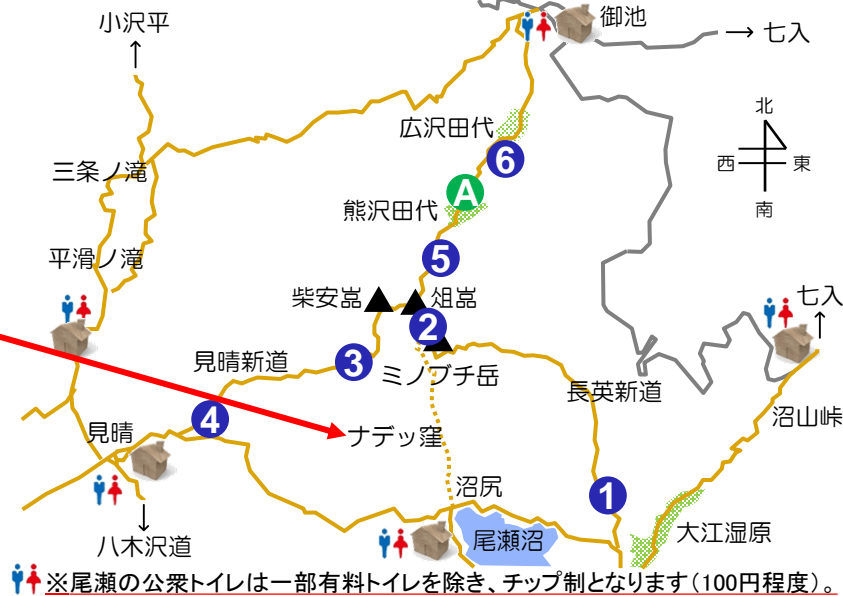 小沢平
↑
御池
→ 七入
北
西 東
南
広沢田代
6
三条ノ滝
A
熊沢田代
平滑ノ滝
5
柴安嵓
俎嵓
七入
↑
2
見晴新道
3
ミノブチ岳
長英新道
沼山峠
4
見晴
ナデッ窪
沼尻
1
大江湿原
尾瀬沼
↓
八木沢道
※尾瀬の公衆トイレは一部有料トイレを除き、チップ制となります(100円程度)。